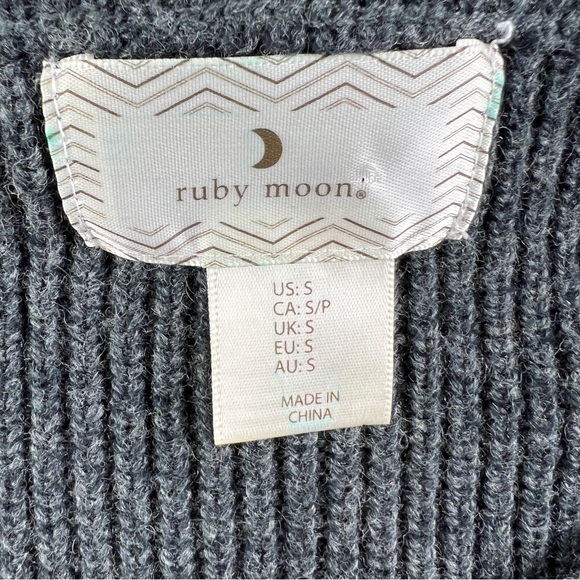 ruby moon®
US: S
CA: S/P
UK: S
EU: S
AU: S
MADE IN
CHINA